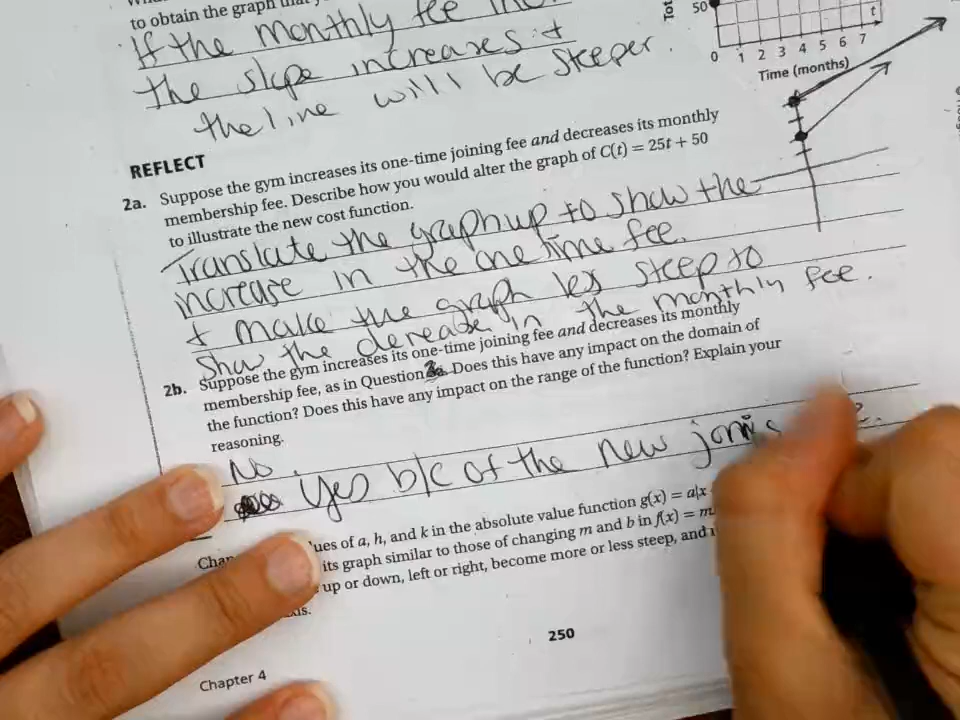 to obtain the graph that
If the monthly fee
the slope increases &
the line will be steeper.
50
t
0 1 2 3 4 5 6 7
Time (months)
REFLECT
2a. Suppose the gym increases its one-time joining fee and decreases its monthly
membership fee. Describe how you would alter the graph of C(t) = 25t + 50
to illustrate the new cost function.
Translate the graph up to show the
increase in the one time fee.
& make the graph les steep to
show the derease in the monthly fee.
2b. Suppose the gym increases its one-time joining fee and decreases its monthly
membership fee, as in Question Does this have any impact on the domain of
the function? Does this have any impact on the range of the function? Explain your
reasoning.
No.
Yes b/c of the new
ues of a, h, and k in the absolute value function g(x) = a|x
its graph similar to those of changing m and b in f(x) = m
up or down, left or right, become more or less steep, and
250
Chapter 4